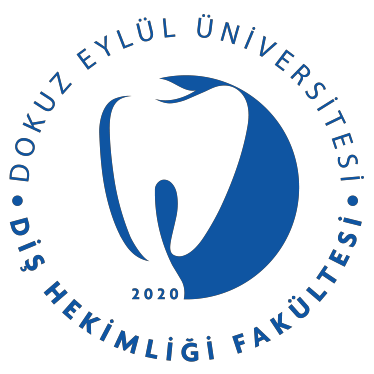 DOKUZ EYLÜL ÜNİVERSİTESİ
2020
• DİŞ HEKİMLİĞİ FAKÜLTESİ •